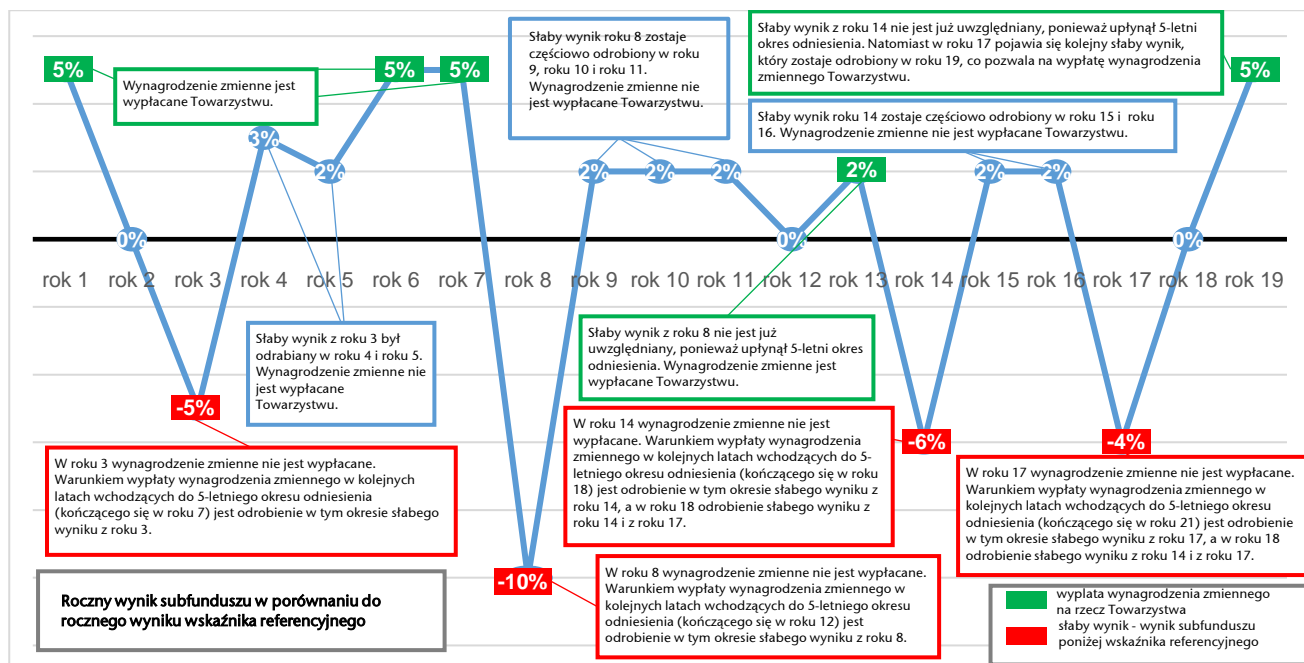 Słaby wynik z roku 14 nie jest już uwzględniany, ponieważ upłynął 5-letni
okres odniesienia. Natomiast w roku 17 pojawia się kolejny słaby wynik,
który zostaje odrobiony w roku 19, co pozwala na wypłatę wynagrodzenia
zmiennego Towarzystwu.
Słaby wynik roku 8 zostaje
częściowo odrobiony w roku
9, roku 10 i roku 11.
Wynagrodzenie zmienne nie
jest wypłacane Towarzystwu.
Wynagrodzenie zmienne jest
wypłacane Towarzystwu.
Słaby wynik roku 14 zostaje częściowo odrobiony w roku 15 i roku
16. Wynagrodzenie zmienne nie jest wypłacane Towarzystwu.
5%
0%
-5%
3%
2%
5%
5%
-10%
2%
2%
2%
0%
2%
-6%
2%
2%
-4%
0%
5%
rok 1
rok 2
rok 3
rok 4
rok 5
rok 6
rok 7
rok 8
rok 9
rok 10
rok 11
rok 12
rok 13
rok 14
rok 15
rok 16
rok 17
rok 18
rok 19
Słaby wynik z roku 3 był
odrabiany w roku 4 i roku 5.
Wynagrodzenie zmienne nie
jest wypłacane
Towarzystwu.
Słaby wynik z roku 8 nie jest już
uwzględniany, ponieważ upłynął 5-letni okres
odniesienia. Wynagrodzenie zmienne jest
wypłacane Towarzystwu.
W roku 3 wynagrodzenie zmienne nie jest wypłacane.
Warunkiem wypłaty wynagrodzenia zmiennego w kolejnych
latach wchodzących do 5-letniego okresu odniesienia
(kończącego się w roku 7) jest odrobienie w tym okresie słabego
wyniku z roku 3.
W roku 14 wynagrodzenie zmienne nie jest
wypłacane. Warunkiem wypłaty wynagrodzenia
zmiennego w kolejnych latach wchodzących do 5-
letniego okresu odniesienia (kończącego się w roku
18) jest odrobienie w tym okresie słabego wyniku z
roku 14, a w roku 18 odrobienie słabego wyniku z
roku 14 i z roku 17.
W roku 17 wynagrodzenie zmienne nie jest wypłacane.
Warunkiem wypłaty wynagrodzenia zmiennego w
kolejnych latach wchodzących do 5-letniego okresu
odniesienia (kończącego się w roku 21) jest odrobienie
w tym okresie słabego wyniku z roku 17, a w roku 18
odrobienie słabego wyniku z roku 14 i z roku 17.
W roku 8 wynagrodzenie zmienne nie jest wypłacane.
Warunkiem wypłaty wynagrodzenia zmiennego
w kolejnych latach wchodzących do 5-letniego okresu
odniesienia (kończącego się w roku 12) jest
odrobienie w tym okresie słabego wyniku z roku 8.
Roczny wynik subfunduszu w porównaniu do
rocznego wyniku wskaźnika referencyjnego
wyplata wynagrodzenia zmiennego
na rzecz Towarzystwa
słaby wynik - wynik subfunduszu
poniżej wskaźnika referencyjnego